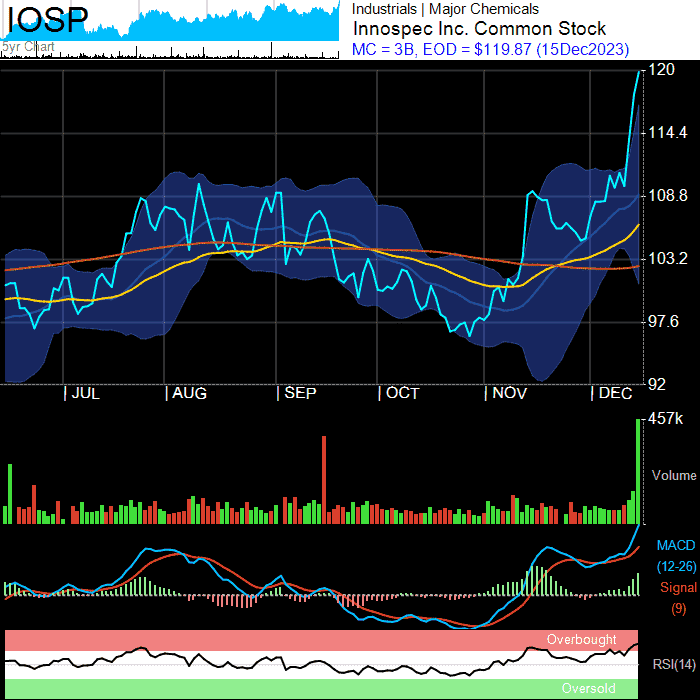 IOSP
5yr Chart
Industrials | Major Chemicals
Innospec Inc. Common Stock
MC = 3B, EOD = $119.87 (15Dec2023)
120
114.4
108.8
103.2
97.6
92
| JUL | AUG | SEP | OCT | NOV | DEC
457k
Volume
MACD
(12-26)
Signal
(9)
Overbought
RSI(14)
Oversold